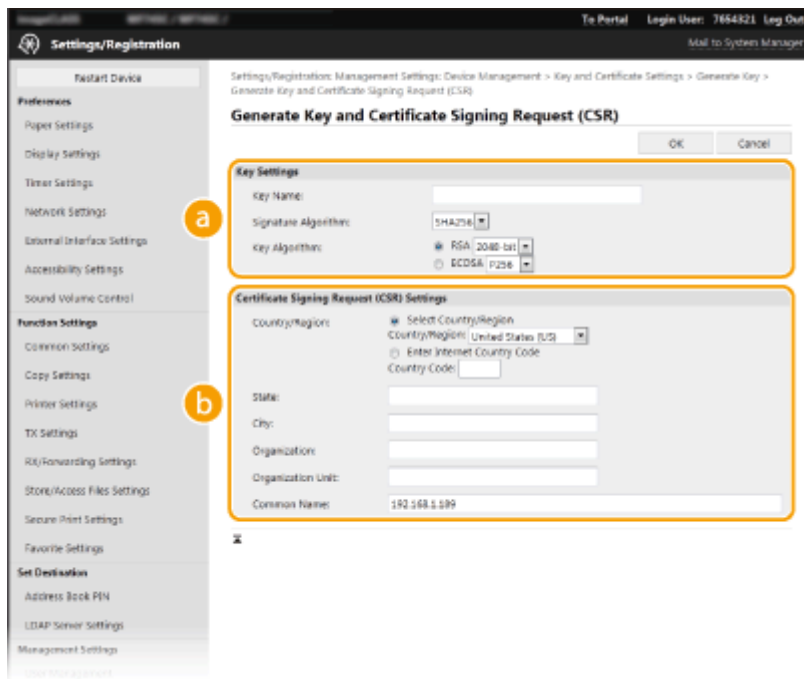 To Portal Login User: 7654321 Log Out
Settings/Registration
Mail to System Manager
Restart Device
Preferences
Paper Settings
Display Settings
Timer Settings
Network Settings
External Interface Settings
Accessibility Settings
Sound Volume Control
Function Settings
Common Settings
Copy Settings
Printer Settings
TX Settings
RX/Forwarding Settings
Store/Access Files Settings
Secure Print Settings
Favorite Settings
Set Destination
Address Book PIN
LDAP Server Settings
Management Settings
User Management
Settings/Registration: Management Settings: Device Management > Key and Certificate Settings > Generate Key >
Generate Key and Certificate Signing Request (CSR)
Generate Key and Certificate Signing Request (CSR)
OK Cancel
a
Key Settings
Key Name:
Signature Algorithm: SHA256
Key Algorithm: RSA 2048-bit
ECDSA P256
b
Certificate Signing Request (CSR) Settings
Country/Region: Select Country/Region
Country/Region: United States (US)
Enter Internet Country Code
Country Code:
State:
City:
Organization:
Organization Unit:
Common Name: 192.168.1.189